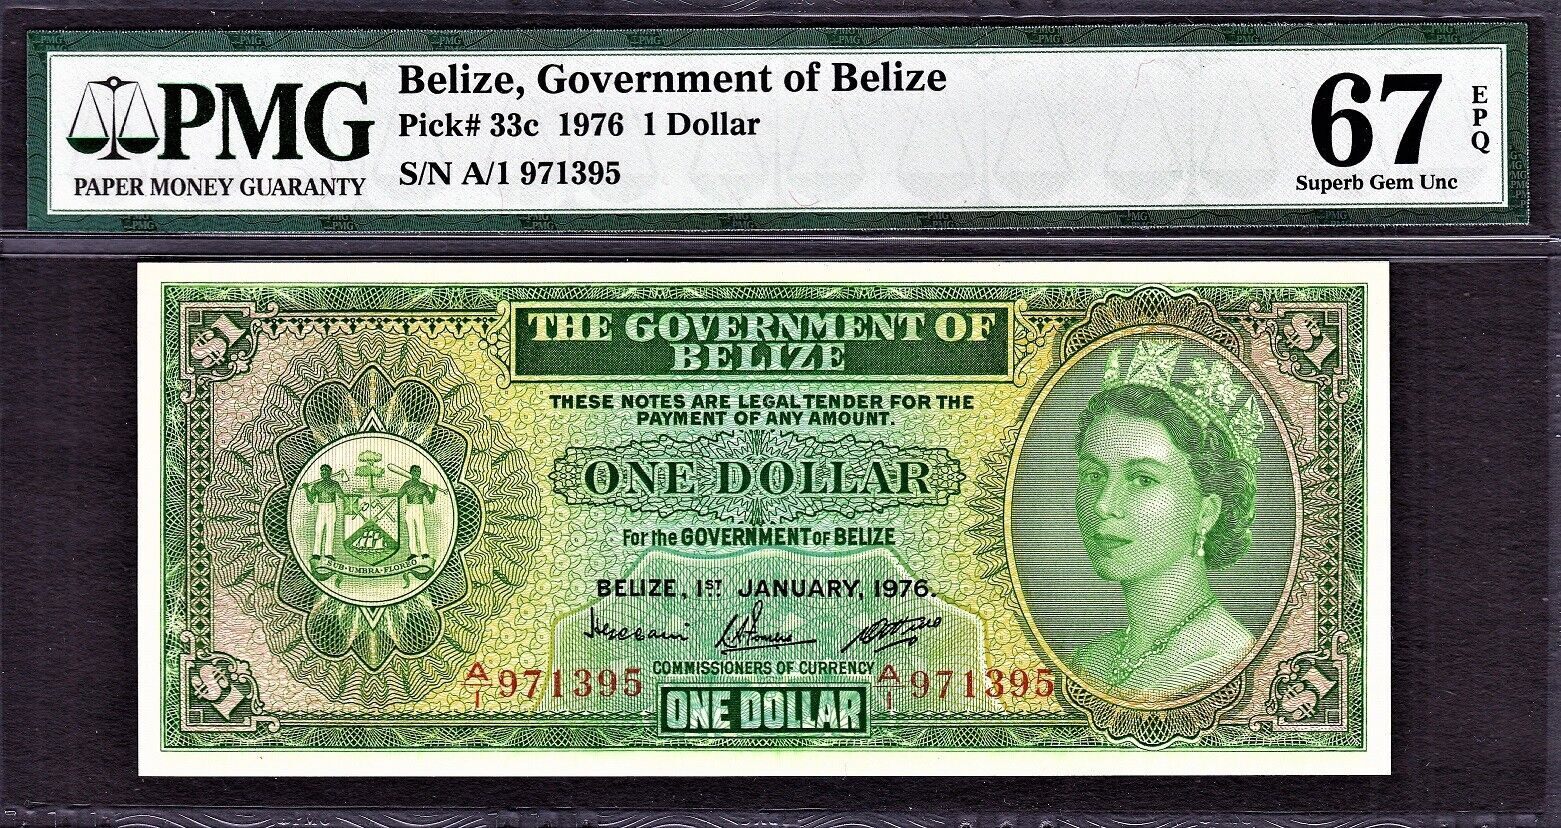 PMG
PAPER MONEY GUARANTY
Belize, Government of Belize
Pick# 33c 1976 1 Dollar
S/N A/1 971395
67
EPQ
Superb Gem Unc
$1
$1
THE GOVERNMENT OF
BELIZE
THESE NOTES ARE LEGAL TENDER FOR THE
PAYMENT OF ANY AMOUNT.
ONE DOLLAR
For the GOVERNMENT of BELIZE
SUB·UMBRA·FLOREO
BELIZE, 1ST JANUARY, 1976.
COMMISSIONERS OF CURRENCY
A/1 971395
A/1 971395
$1
ONE DOLLAR
$1